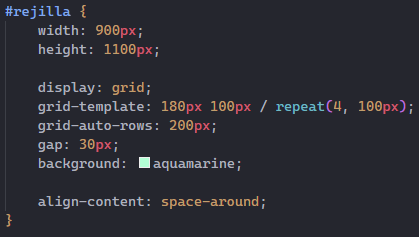 #rejilla {
width: 900px;
height: 1100px;
display: grid;
grid-template: 180px 100px / repeat(4, 100px);
grid-auto-rows: 200px;
gap: 30px;
background: aquamarine;
align-content: space-around;
}